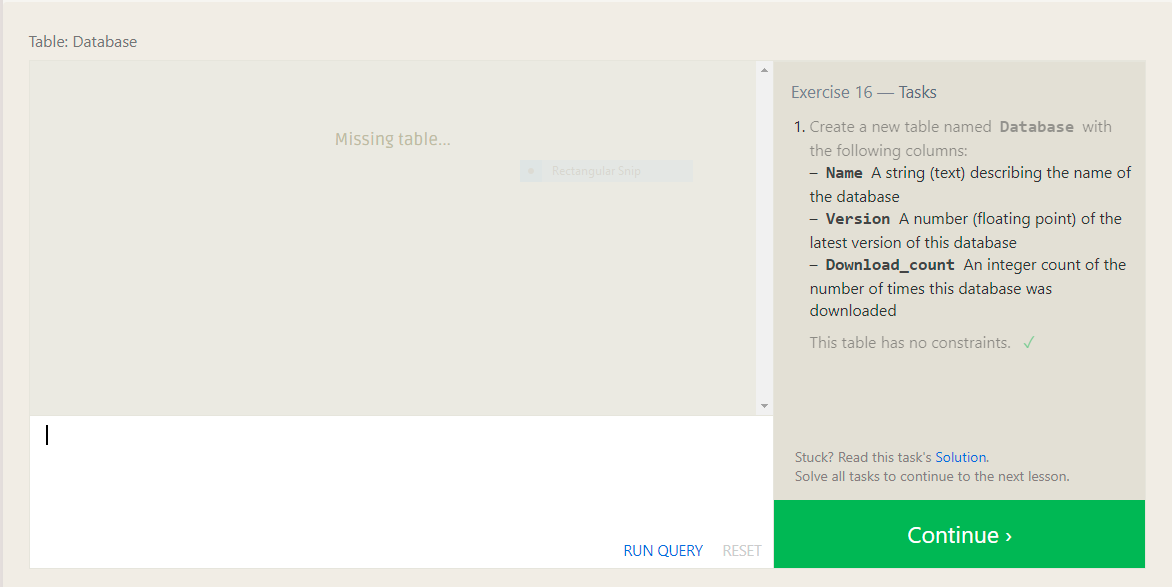 Table: Database
Missing table...
Rectangular Snip
RUN QUERY RESET
Exercise 16 — Tasks
1. Create a new table named Database with
the following columns:
– Name A string (text) describing the name of
the database
– Version A number (floating point) of the
latest version of this database
– Download_count An integer count of the
number of times this database was
downloaded
This table has no constraints. ✓
Stuck? Read this task's Solution.
Solve all tasks to continue to the next lesson.
Continue ›